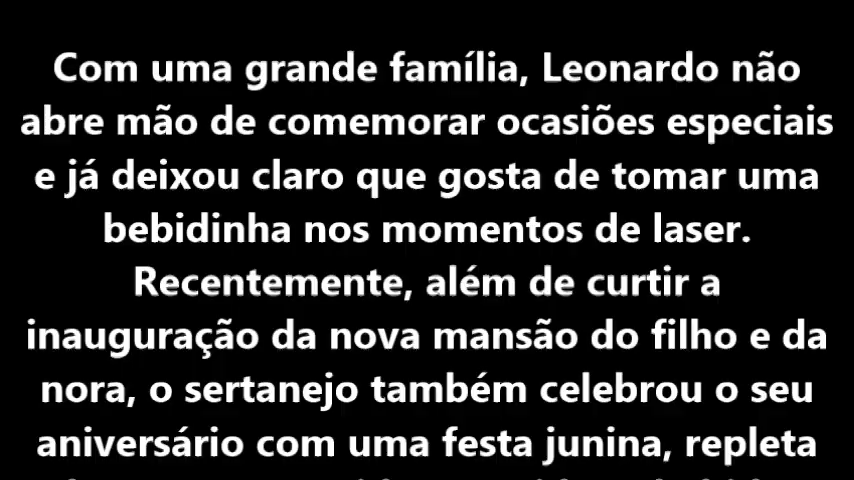 Com uma grande família, Leonardo não
abre mão de comemorar ocasiões especiais
e já deixou claro que gosta de tomar uma
bebidinha nos momentos de laser.
Recentemente, além de curtir a
inauguração da nova mansão do filho e da
nora, o sertanejo também celebrou o seu
aniversário com uma festa junina, repleta